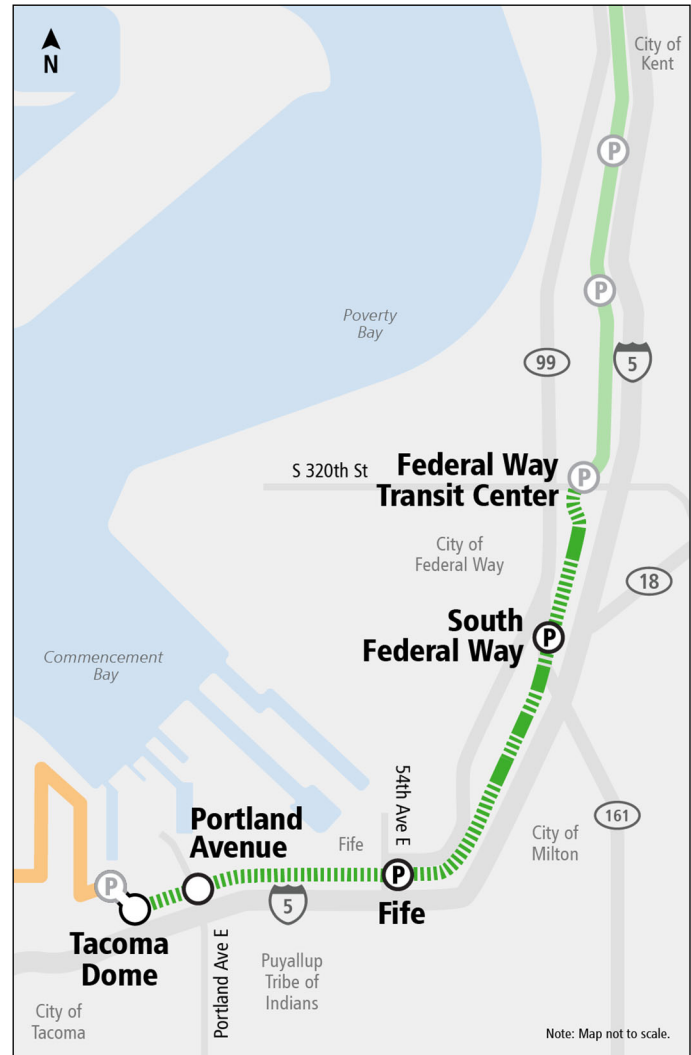 N
City of
Kent
P
P
Poverty
Bay
99
5
S 320th St
Federal Way
Transit Center
P
City of
Federal Way
18
South
Federal Way
P
Commencement
Bay
54th Ave E
Portland
Avenue
Fife
161
City of
Milton
P
P
5
Fife
Tacoma
Dome
Portland Ave E
Puyallup
Tribe of
Indians
City of
Tacoma
Note: Map not to scale.